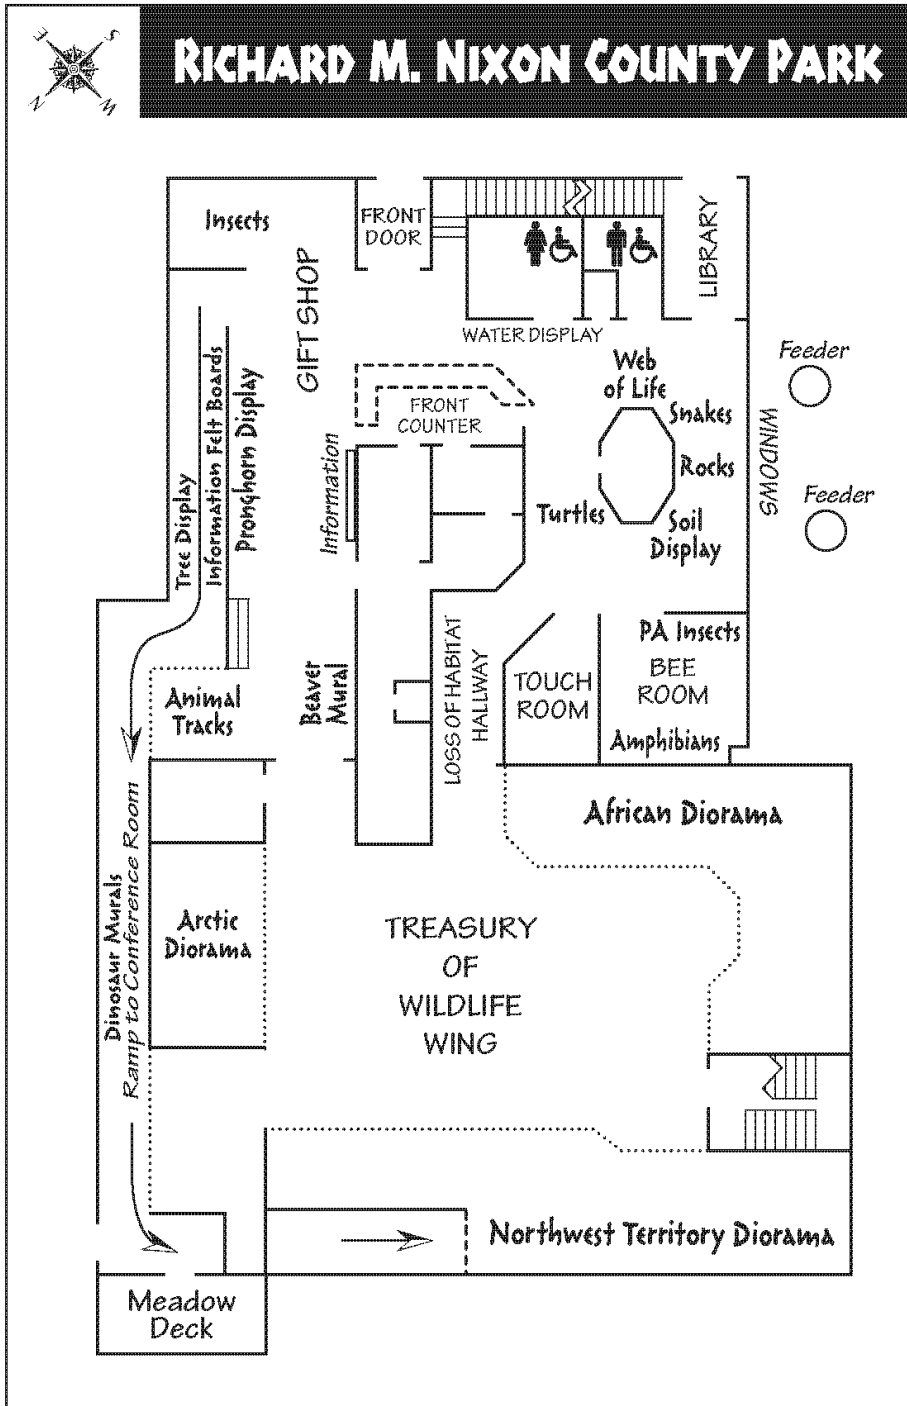 RICHARD M. NIXON COUNTY PARK
E
S
N
W
Insects
FRONT
DOOR
LIBRARY
GIFT SHOP
WATER DISPLAY
Feeder
Web
of Life
Snakes
FRONT
COUNTER
WINDOWS
Tree Display
Information Felt Boards
Pronghorn Display
Information
Rocks
Feeder
Turtles
Soil
Display
PA Insects
BEE
ROOM
Amphibians
TOUCH
ROOM
LOSS OF HABITAT
HALLWAY
Beaver
Mural
Animal
Tracks
African Diorama
Dinosaur Murals
Ramp to Conference Room
Arctic
Diorama
TREASURY
OF
WILDLIFE
WING
Northwest Territory Diorama
Meadow
Deck